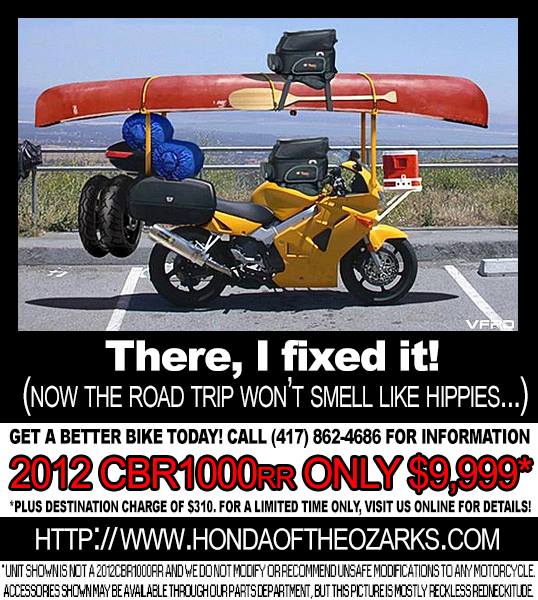 VFRD
There, I fixed it!
(NOW THE ROAD TRIP WON'T SMELL LIKE HIPPIES...)
GET A BETTER BIKE TODAY! CALL (417) 862-4686 FOR INFORMATION
2012 CBR1000RR ONLY $9,999*
*PLUS DESTINATION CHARGE OF $310. FOR A LIMITED TIME ONLY, VISIT US ONLINE FOR DETAILS!
HTTP://WWW.HONDAOFTHEOZARKS.COM
*UNIT SHOWN IS NOT A 2012CBR1000RR AND WE DO NOT MODIFY OR RECOMMEND UNSAFE MODIFICATIONS TO ANY MOTORCYCLE.
ACCESSORIES SHOWN MAY BE AVAILABLE THROUGH OUR PARTS DEPARTMENT, BUT THIS PICTURE IS MOSTLY RECKLESS REDNECKITUDE.